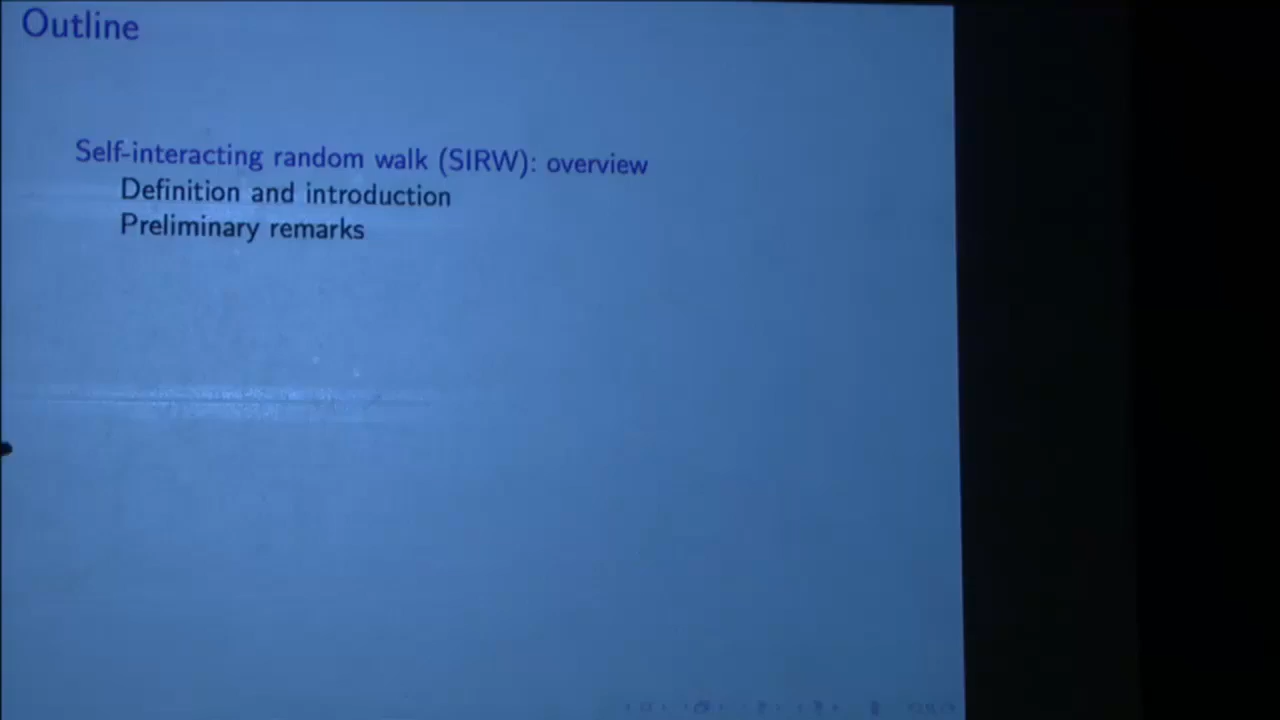 Outline
Self-interacting random walk (SIRW): overview
Definition and introduction
Preliminary remarks